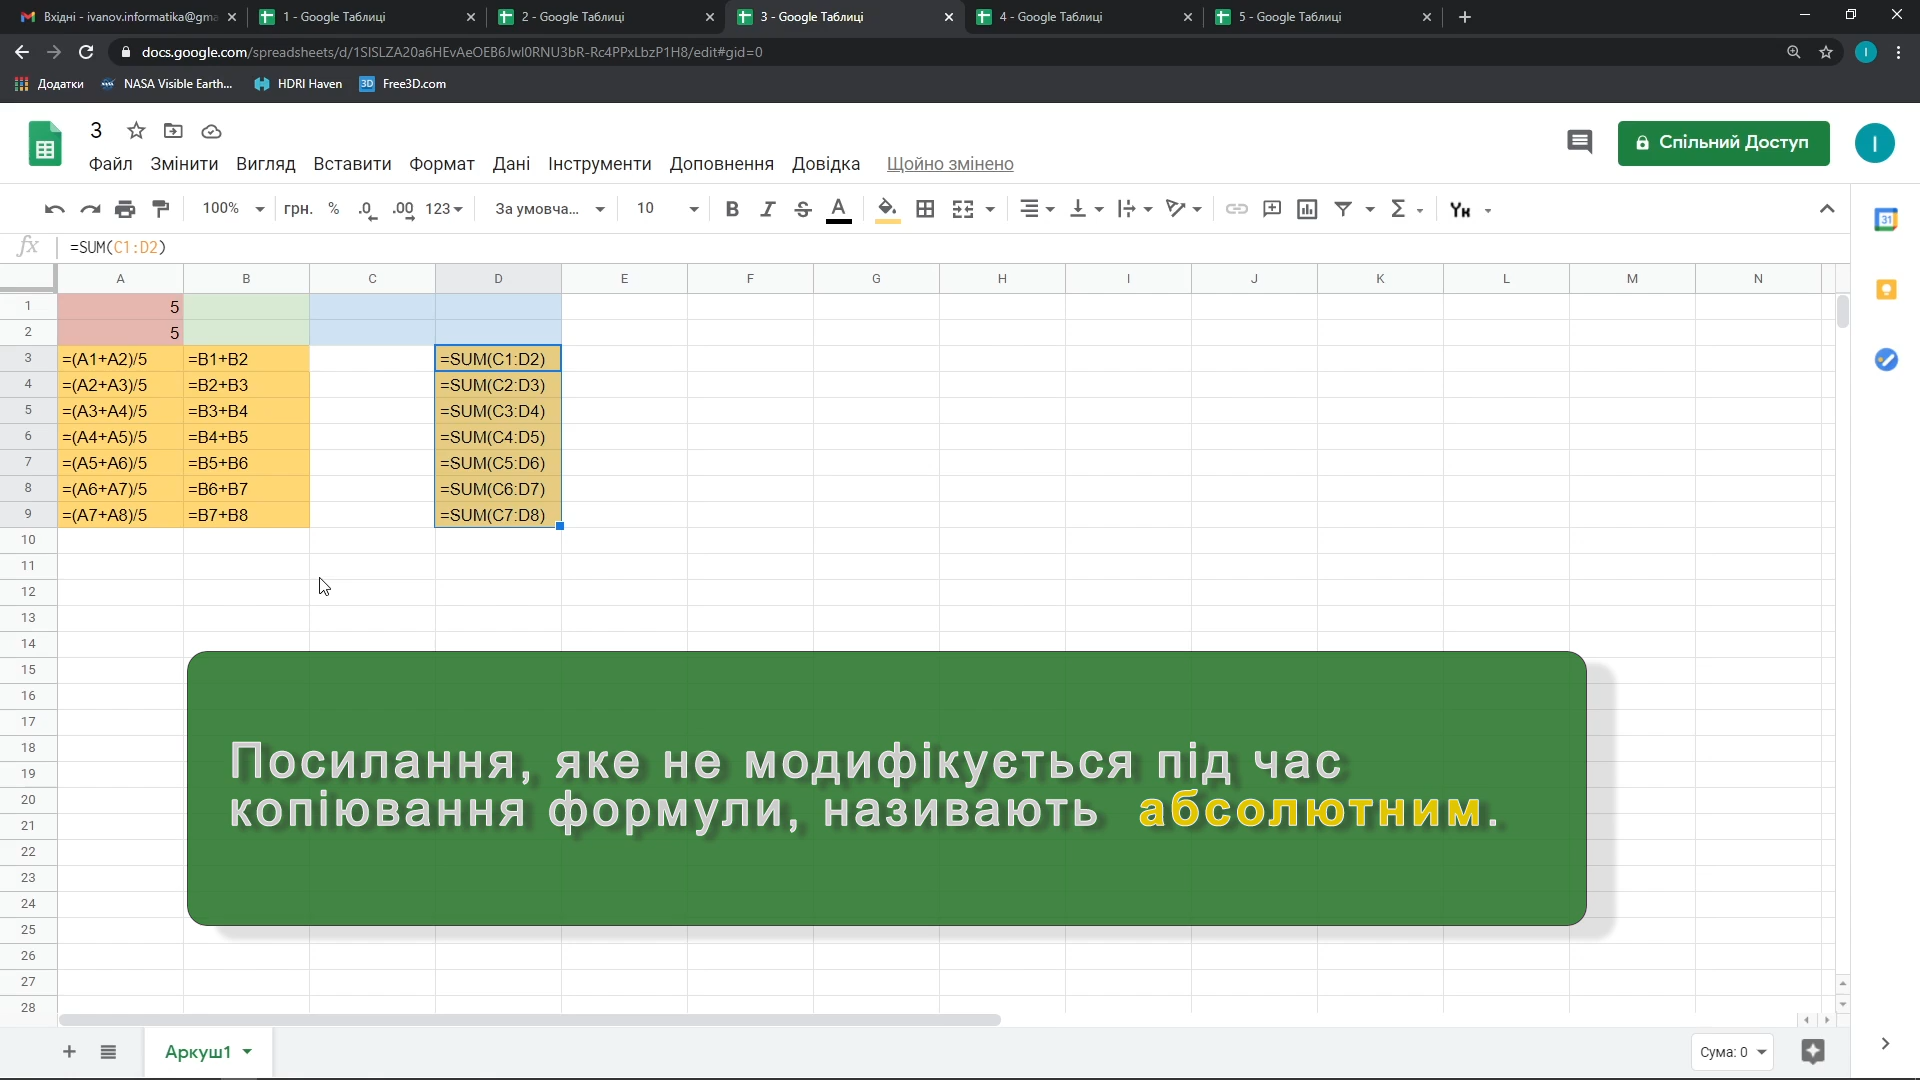 Вхідні - ivanov.informatika@gma
1 - Google Таблиці
2 - Google Таблиці
3 - Google Таблиці
4 - Google Таблиці
5 - Google Таблиці
docs.google.com/spreadsheets/d/1SlSLZA20a6HEvAeOEB6Jwl0RNU3bR-Rc4PPxLbzP1H8/edit#gid=0
I
Додатки
NASA Visible Earth...
HDRI Haven
3D
Free3D.com
3
Файл Змінити Вигляд Вставити Формат Дані Інструменти Доповнення Довідка Щойно змінено
Спільний Доступ
I
100% грн. % .0 .00 123 За умовча... 10 B I S A Σ Ун
31
fx =SUM(C1:D2)
A B C D E F G H I J K L M N
1 5
2 5
3 =(A1+A2)/5 =B1+B2 =SUM(C1:D2)
4 =(A2+A3)/5 =B2+B3 =SUM(C2:D3)
5 =(A3+A4)/5 =B3+B4 =SUM(C3:D4)
6 =(A4+A5)/5 =B4+B5 =SUM(C4:D5)
7 =(A5+A6)/5 =B5+B6 =SUM(C5:D6)
8 =(A6+A7)/5 =B6+B7 =SUM(C6:D7)
9 =(A7+A8)/5 =B7+B8 =SUM(C7:D8)
10
11
12
13
14
15
16
17
18
19
20
21
22
23
24
25
26
27
28
Посилання, яке не модифікується під час
копіювання формули, називають абсолютним.
Аркуш1
Сума: 0